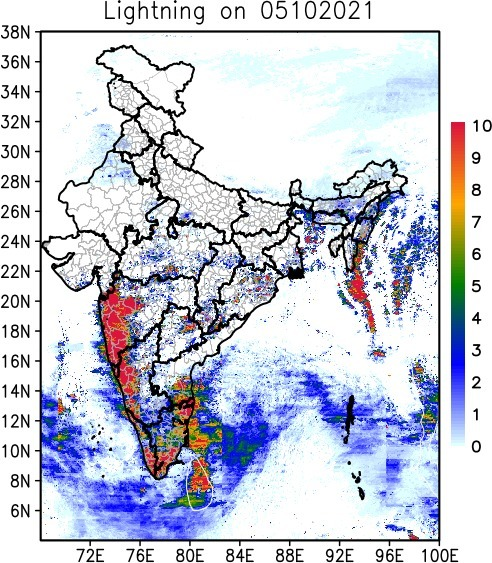 Lightning on 05102021
38N
36N
34N
32N
30N
28N
26N
24N
22N
20N
18N
16N
14N
12N
10N
8N
6N
72E 76E 80E 84E 88E 92E 96E 100E
10
9
8
7
6
5
4
3
2
1
0